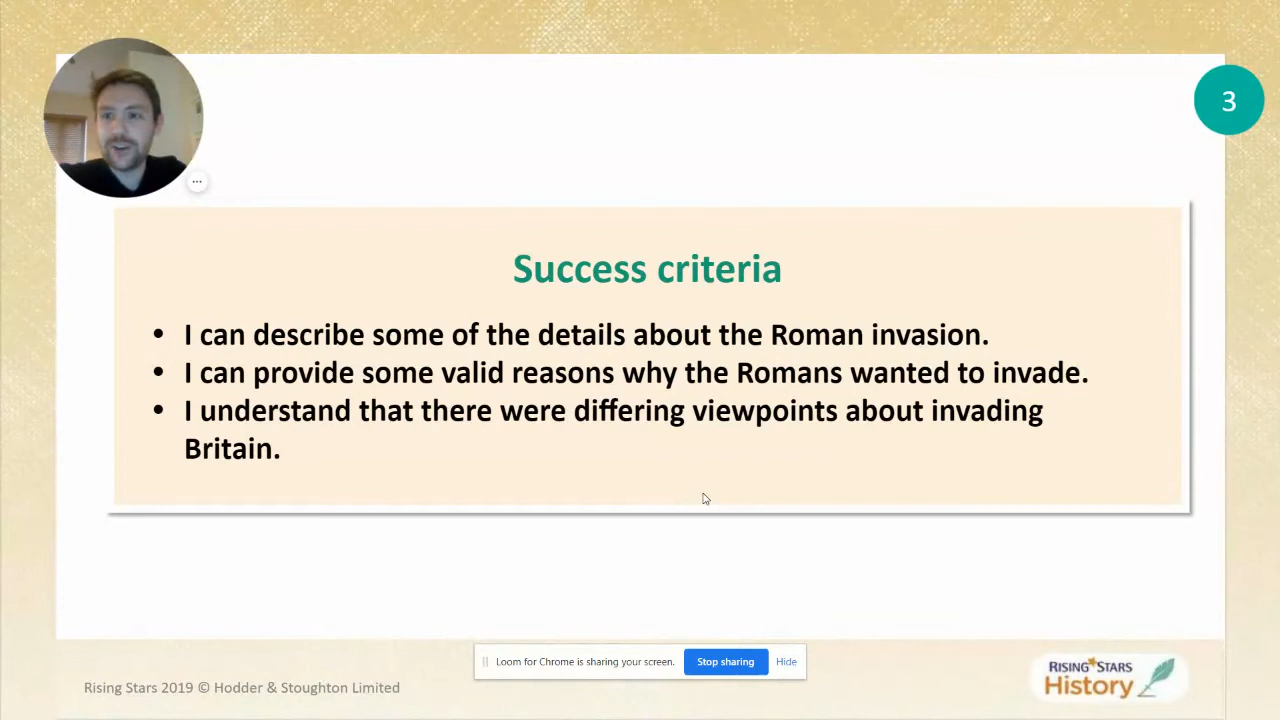 3
Success criteria
• I can describe some of the details about the Roman invasion.
• I can provide some valid reasons why the Romans wanted to invade.
• I understand that there were differing viewpoints about invading
Britain.
Loom for Chrome is sharing your screen. Stop sharing Hide
Rising Stars 2019 © Hodder & Stoughton Limited
RISING STARS
History